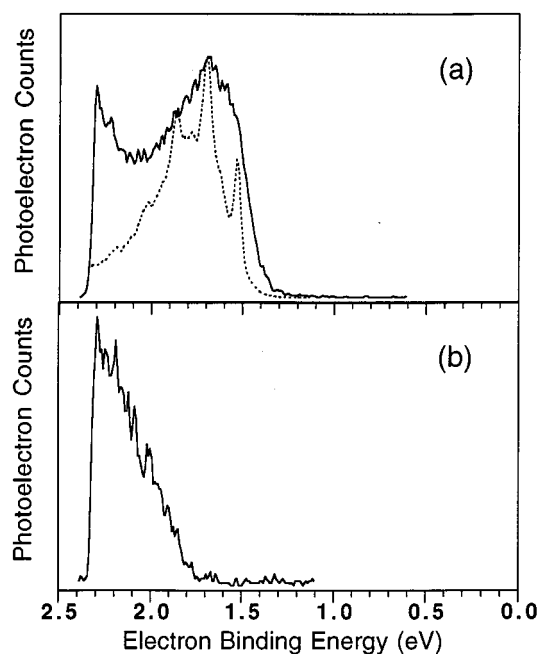 Photoelectron Counts
(a)
Photoelectron Counts
(b)
2.5 2.0 1.5 1.0 0.5 0.0
Electron Binding Energy (eV)